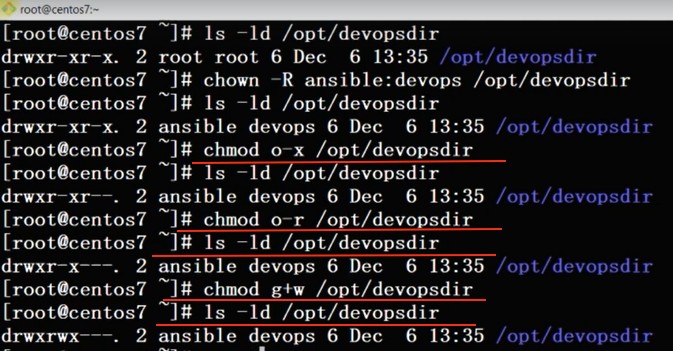 root@centos7:~
[root@centos7 ~]# ls -ld /opt/devopsdir
drwxr-xr-x. 2 root root 6 Dec  6 13:35 /opt/devopsdir
[root@centos7 ~]# chown -R ansible:devops /opt/devopsdir
[root@centos7 ~]# ls -ld /opt/devopsdir
drwxr-xr-x. 2 ansible devops 6 Dec  6 13:35 /opt/devopsdir
[root@centos7 ~]# chmod o-x /opt/devopsdir
[root@centos7 ~]# ls -ld /opt/devopsdir
drwxr-xr--. 2 ansible devops 6 Dec  6 13:35 /opt/devopsdir
[root@centos7 ~]# chmod o-r /opt/devopsdir
[root@centos7 ~]# ls -ld /opt/devopsdir
drwxr-x---. 2 ansible devops 6 Dec  6 13:35 /opt/devopsdir
[root@centos7 ~]# chmod g+w /opt/devopsdir
[root@centos7 ~]# ls -ld /opt/devopsdir
drwxrwx---. 2 ansible devops 6 Dec  6 13:35 /opt/devopsdir